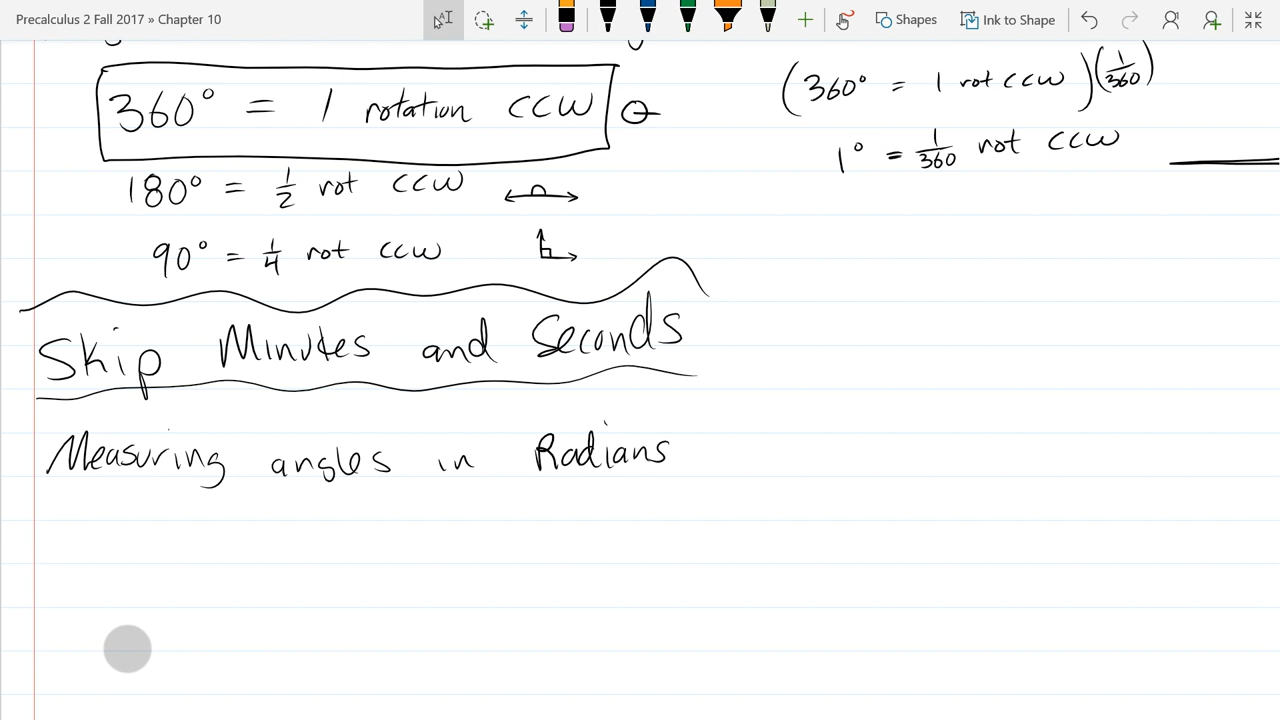 Precalculus 2 Fall 2017 » Chapter 10
Shapes
Ink to Shape
360° = 1 rotation CCW
180° = 1/2 rot CCW
90° = 1/4 rot CCW
(360° = 1 rot CCW)(1/360)
1° = 1/360 rot CCW
Skip Minutes and Seconds
Measuring angles in Radians